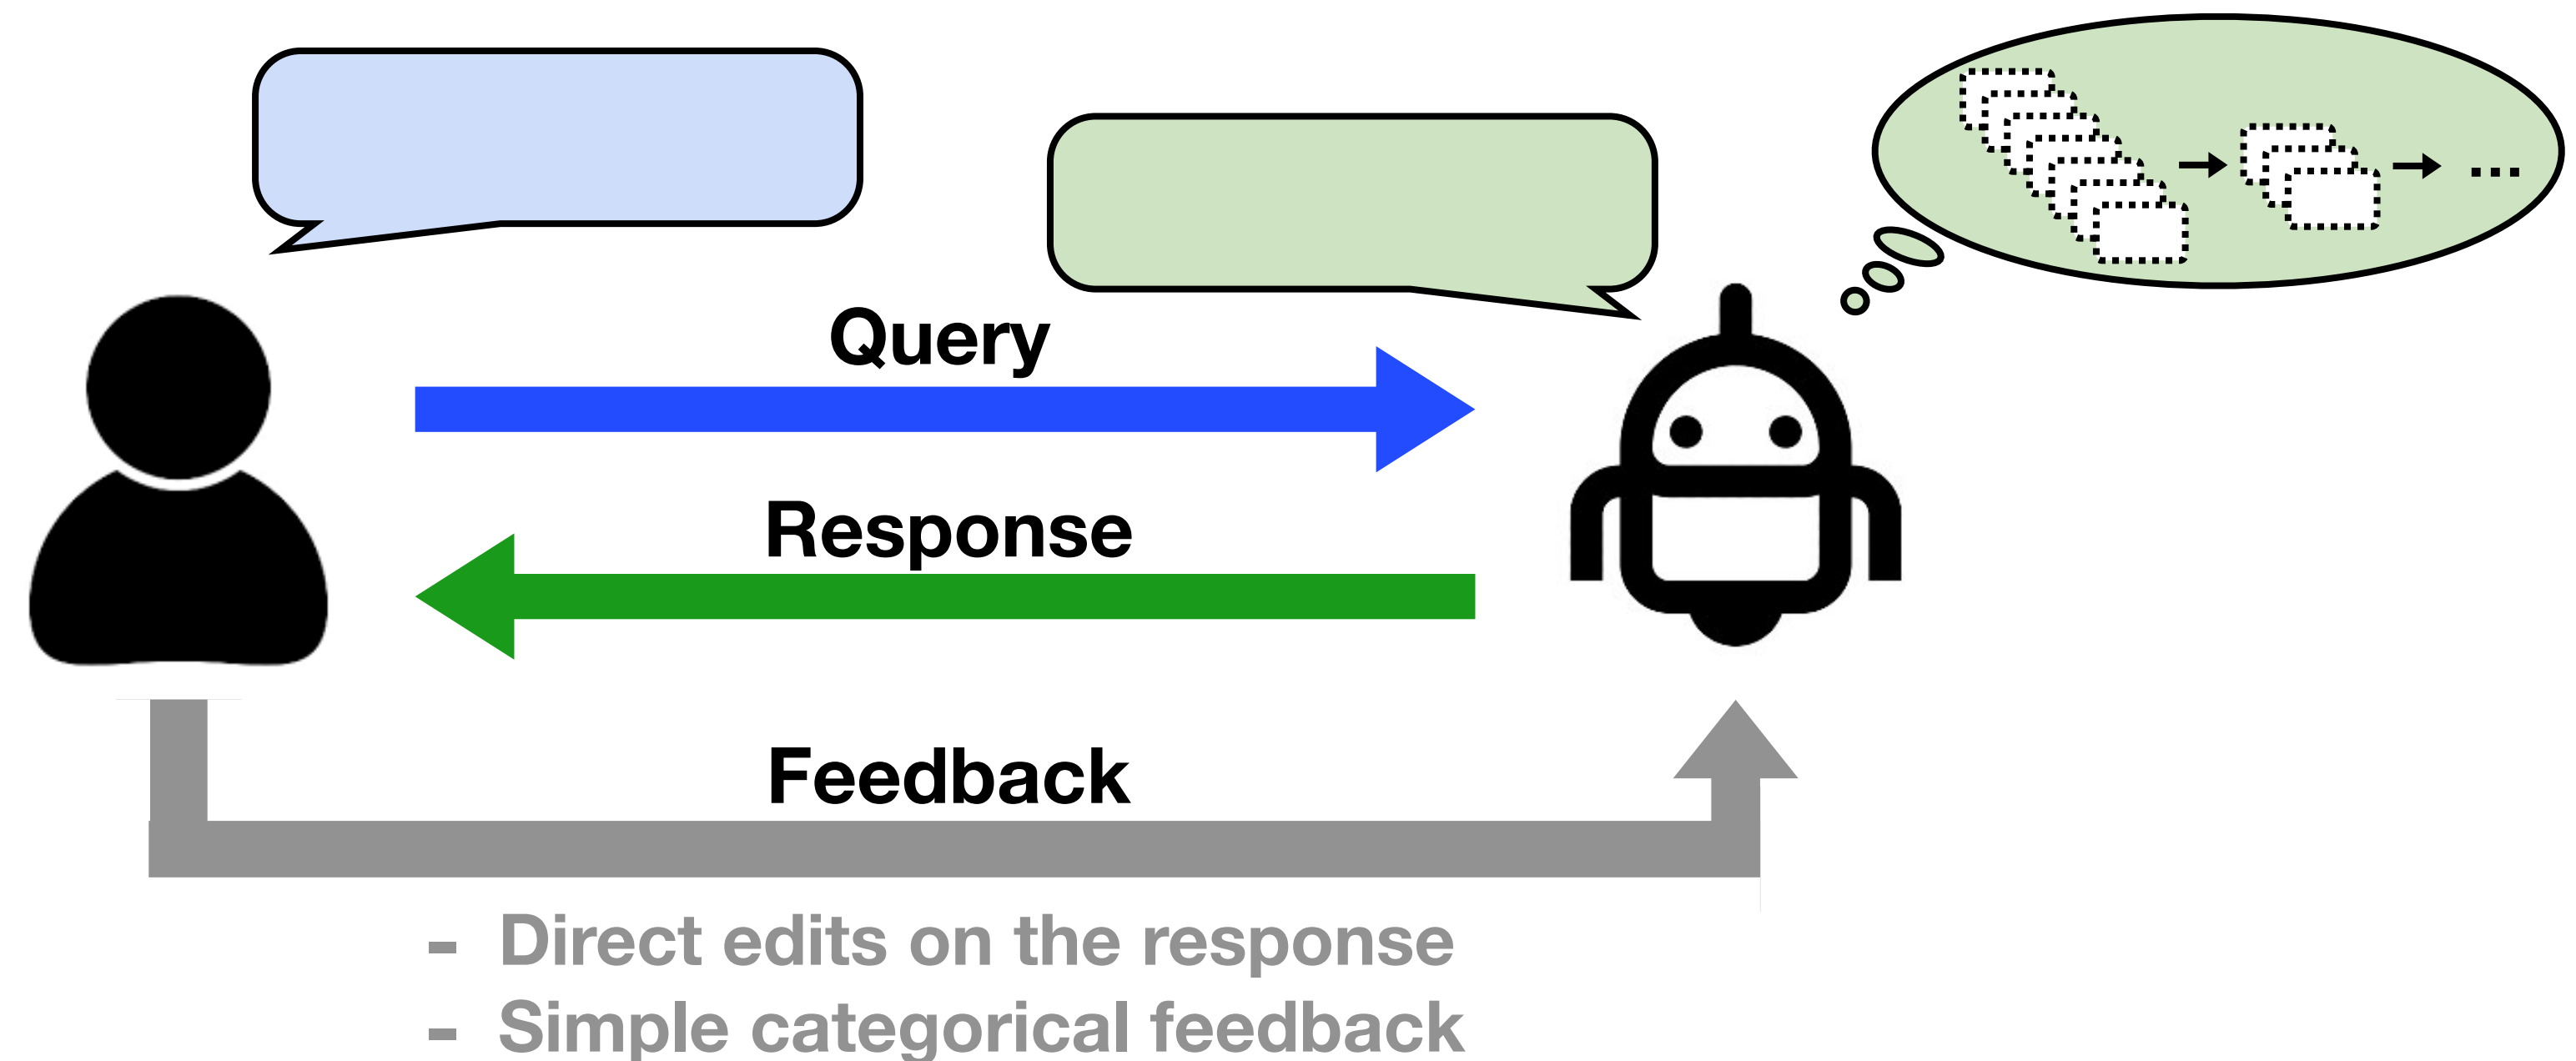 Query
Response
Feedback
- Direct edits on the response
- Simple categorical feedback